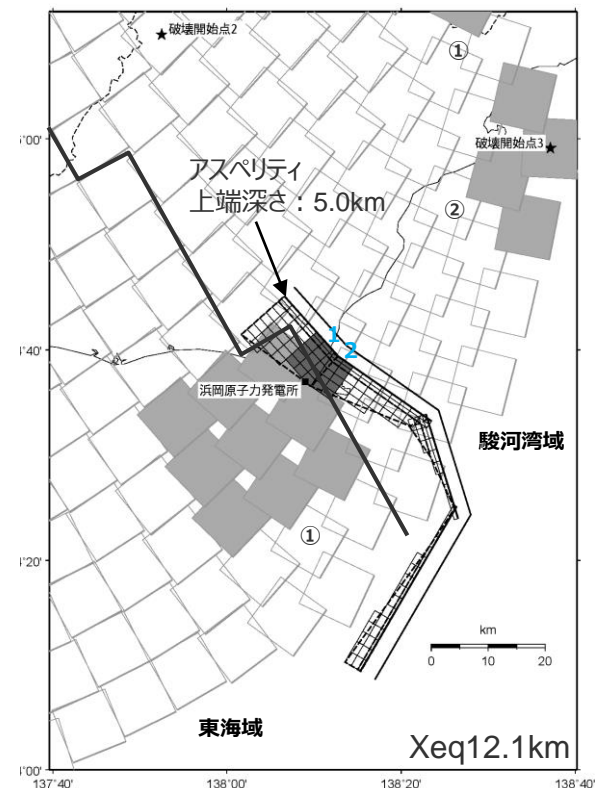 破壊開始点2
①
:'00'
破壊開始点3
アスペリティ
上端深さ：5.0km
②
1
2
:'40'
浜岡原子力発電所
駿河湾域
①
:'20'
km
0 10 20
東海域
Xeq12.1km
:'00'
137°40' 138°00' 138°20' 138°40'